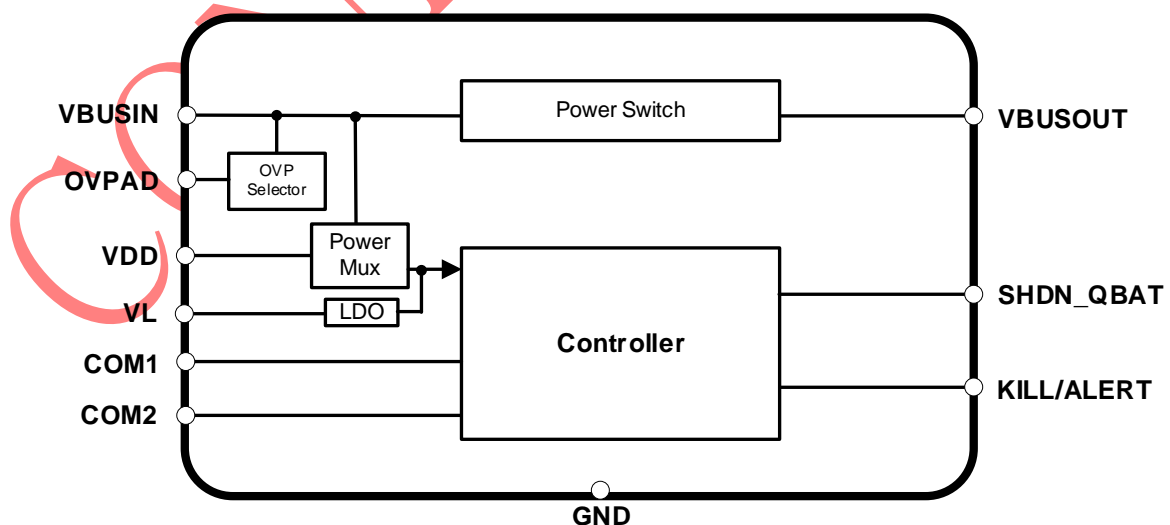 VBUSIN
Power Switch
VBUSOUT
OVPAD
OVP
Selector
VDD
Power
Mux
VL
LDO
SHDN_QBAT
Controller
COM1
KILL/ALERT
COM2
GND